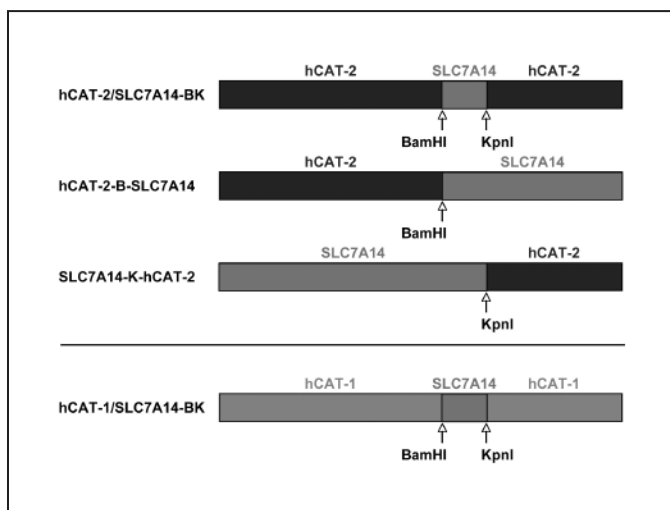 hCAT-2 SLC7A14 hCAT-2
hCAT-2/SLC7A14-BK
BamHI KpnI
hCAT-2 SLC7A14
hCAT-2-B-SLC7A14
BamHI
SLC7A14 hCAT-2
SLC7A14-K-hCAT-2
KpnI
hCAT-1 SLC7A14 hCAT-1
hCAT-1/SLC7A14-BK
BamHI KpnI